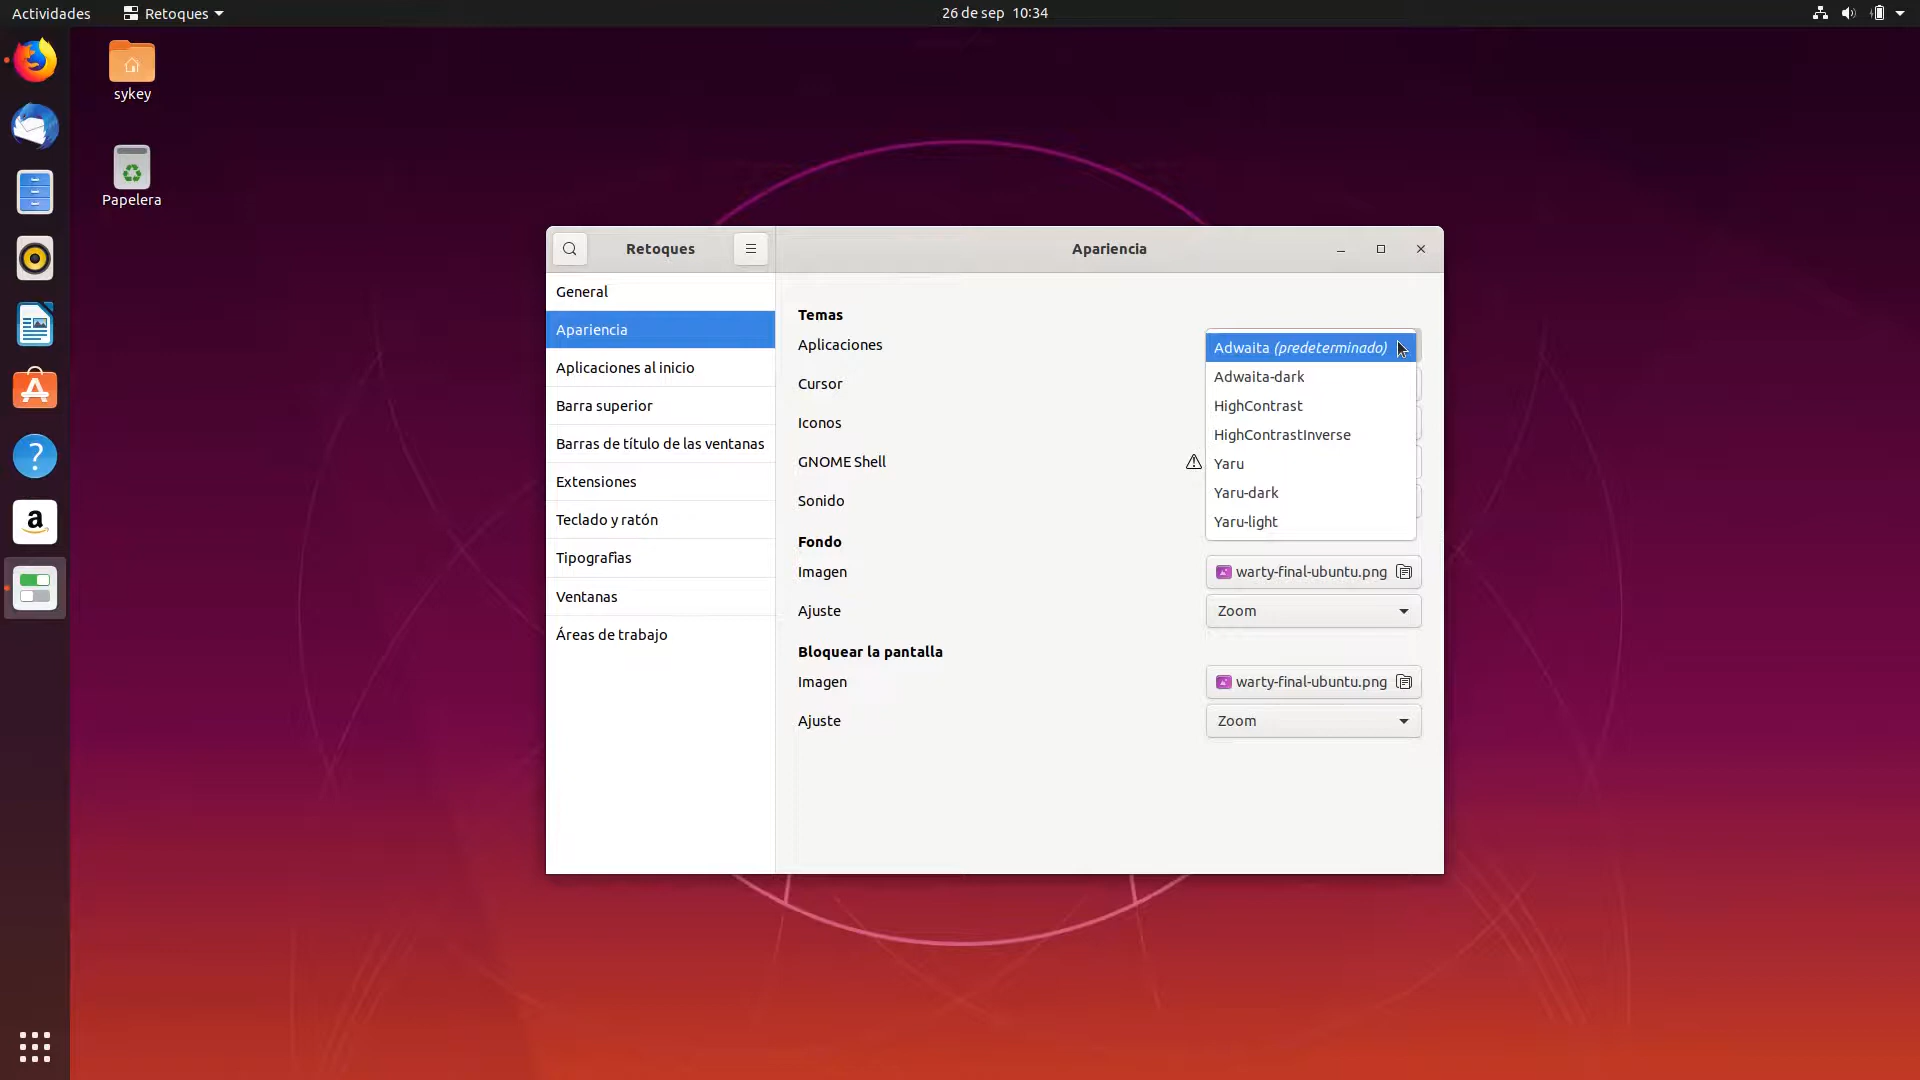 Actividades
Retoques
26 de sep 10:34
sykey
Papelera
Retoques
Apariencia
General
Apariencia
Aplicaciones al inicio
Barra superior
Barras de título de las ventanas
Extensiones
Teclado y ratón
Tipografías
Ventanas
Áreas de trabajo
Temas
Aplicaciones
Cursor
Iconos
GNOME Shell
Sonido
Adwaita (predeterminado)
Adwaita-dark
HighContrast
HighContrastInverse
Yaru
Yaru-dark
Yaru-light
Fondo
Imagen
warty-final-ubuntu.png
Ajuste
Zoom
Bloquear la pantalla
Imagen
warty-final-ubuntu.png
Ajuste
Zoom